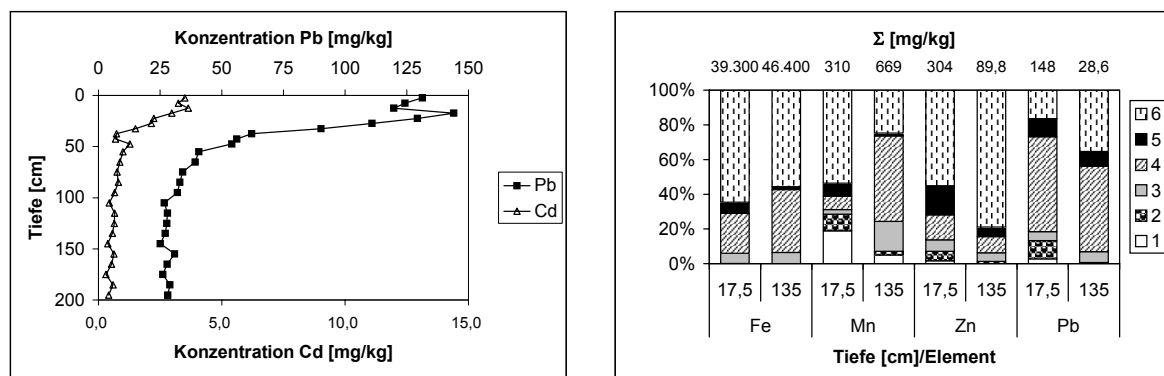 Konzentration Pb [mg/kg]
0 25 50 75 100 125 150
0
50
100
150
200
Tiefe [cm]
0,0 5,0 10,0 15,0
Konzentration Cd [mg/kg]
Pb
Cd
Σ [mg/kg]
39.300 46.400 310 669 304 89,8 148 28,6
100%
80%
60%
40%
20%
0%
17,5 135 17,5 135 17,5 135 17,5 135
Fe Mn Zn Pb
Tiefe [cm]/Element
6
5
4
3
2
1